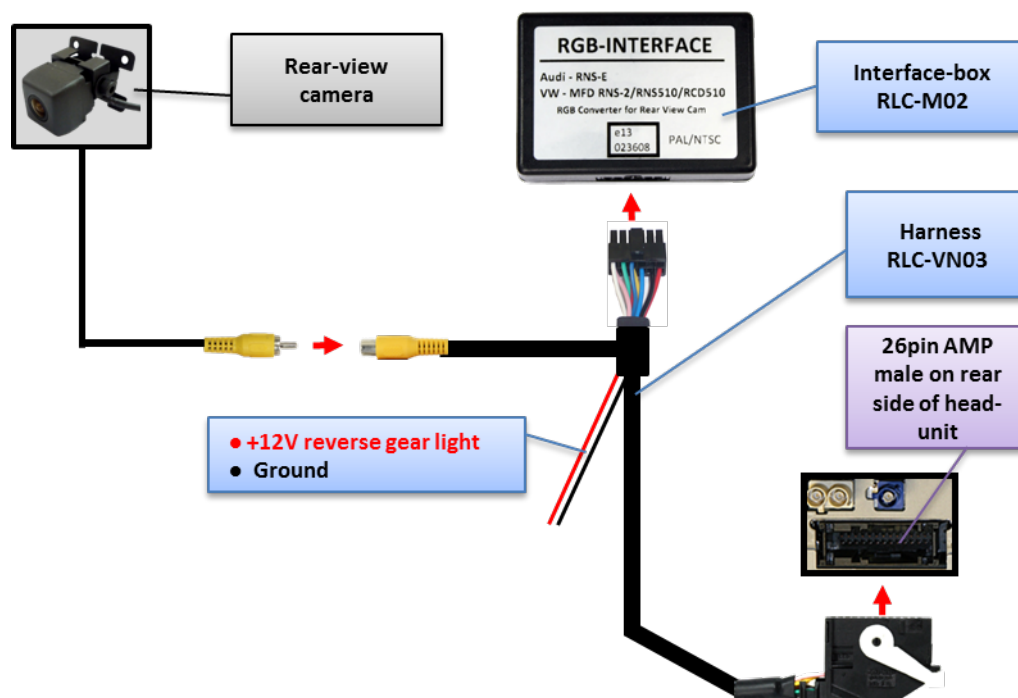 Rear-view
camera
RGB-INTERFACE
Audi - RNS-E
VW - MFD RNS-2/RNS510/RCD510
RGB Converter for Rear View Cam
e13
023608
PAL/NTSC
Interface-box
RLC-M02
Harness
RLC-VN03
26pin AMP
male on rear
side of head-
unit
● +12V reverse gear light
● Ground